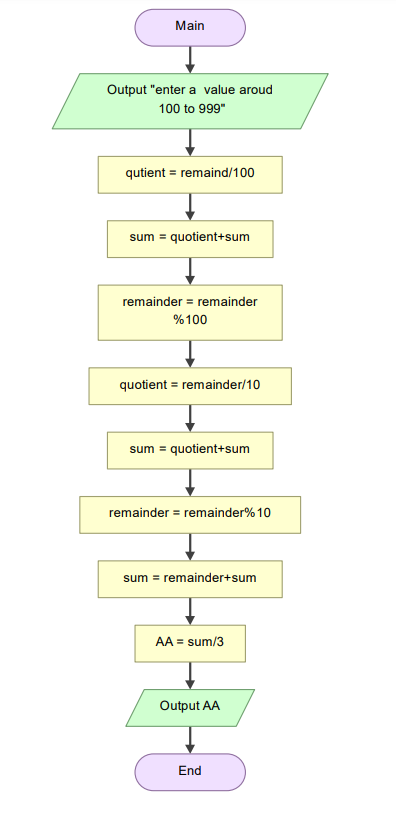 Main
Output "enter a  value aroud
100 to 999"
qutient = remaind/100
sum = quotient+sum
remainder = remainder
%100
quotient = remainder/10
sum = quotient+sum
remainder = remainder%10
sum = remainder+sum
AA = sum/3
Output AA
End